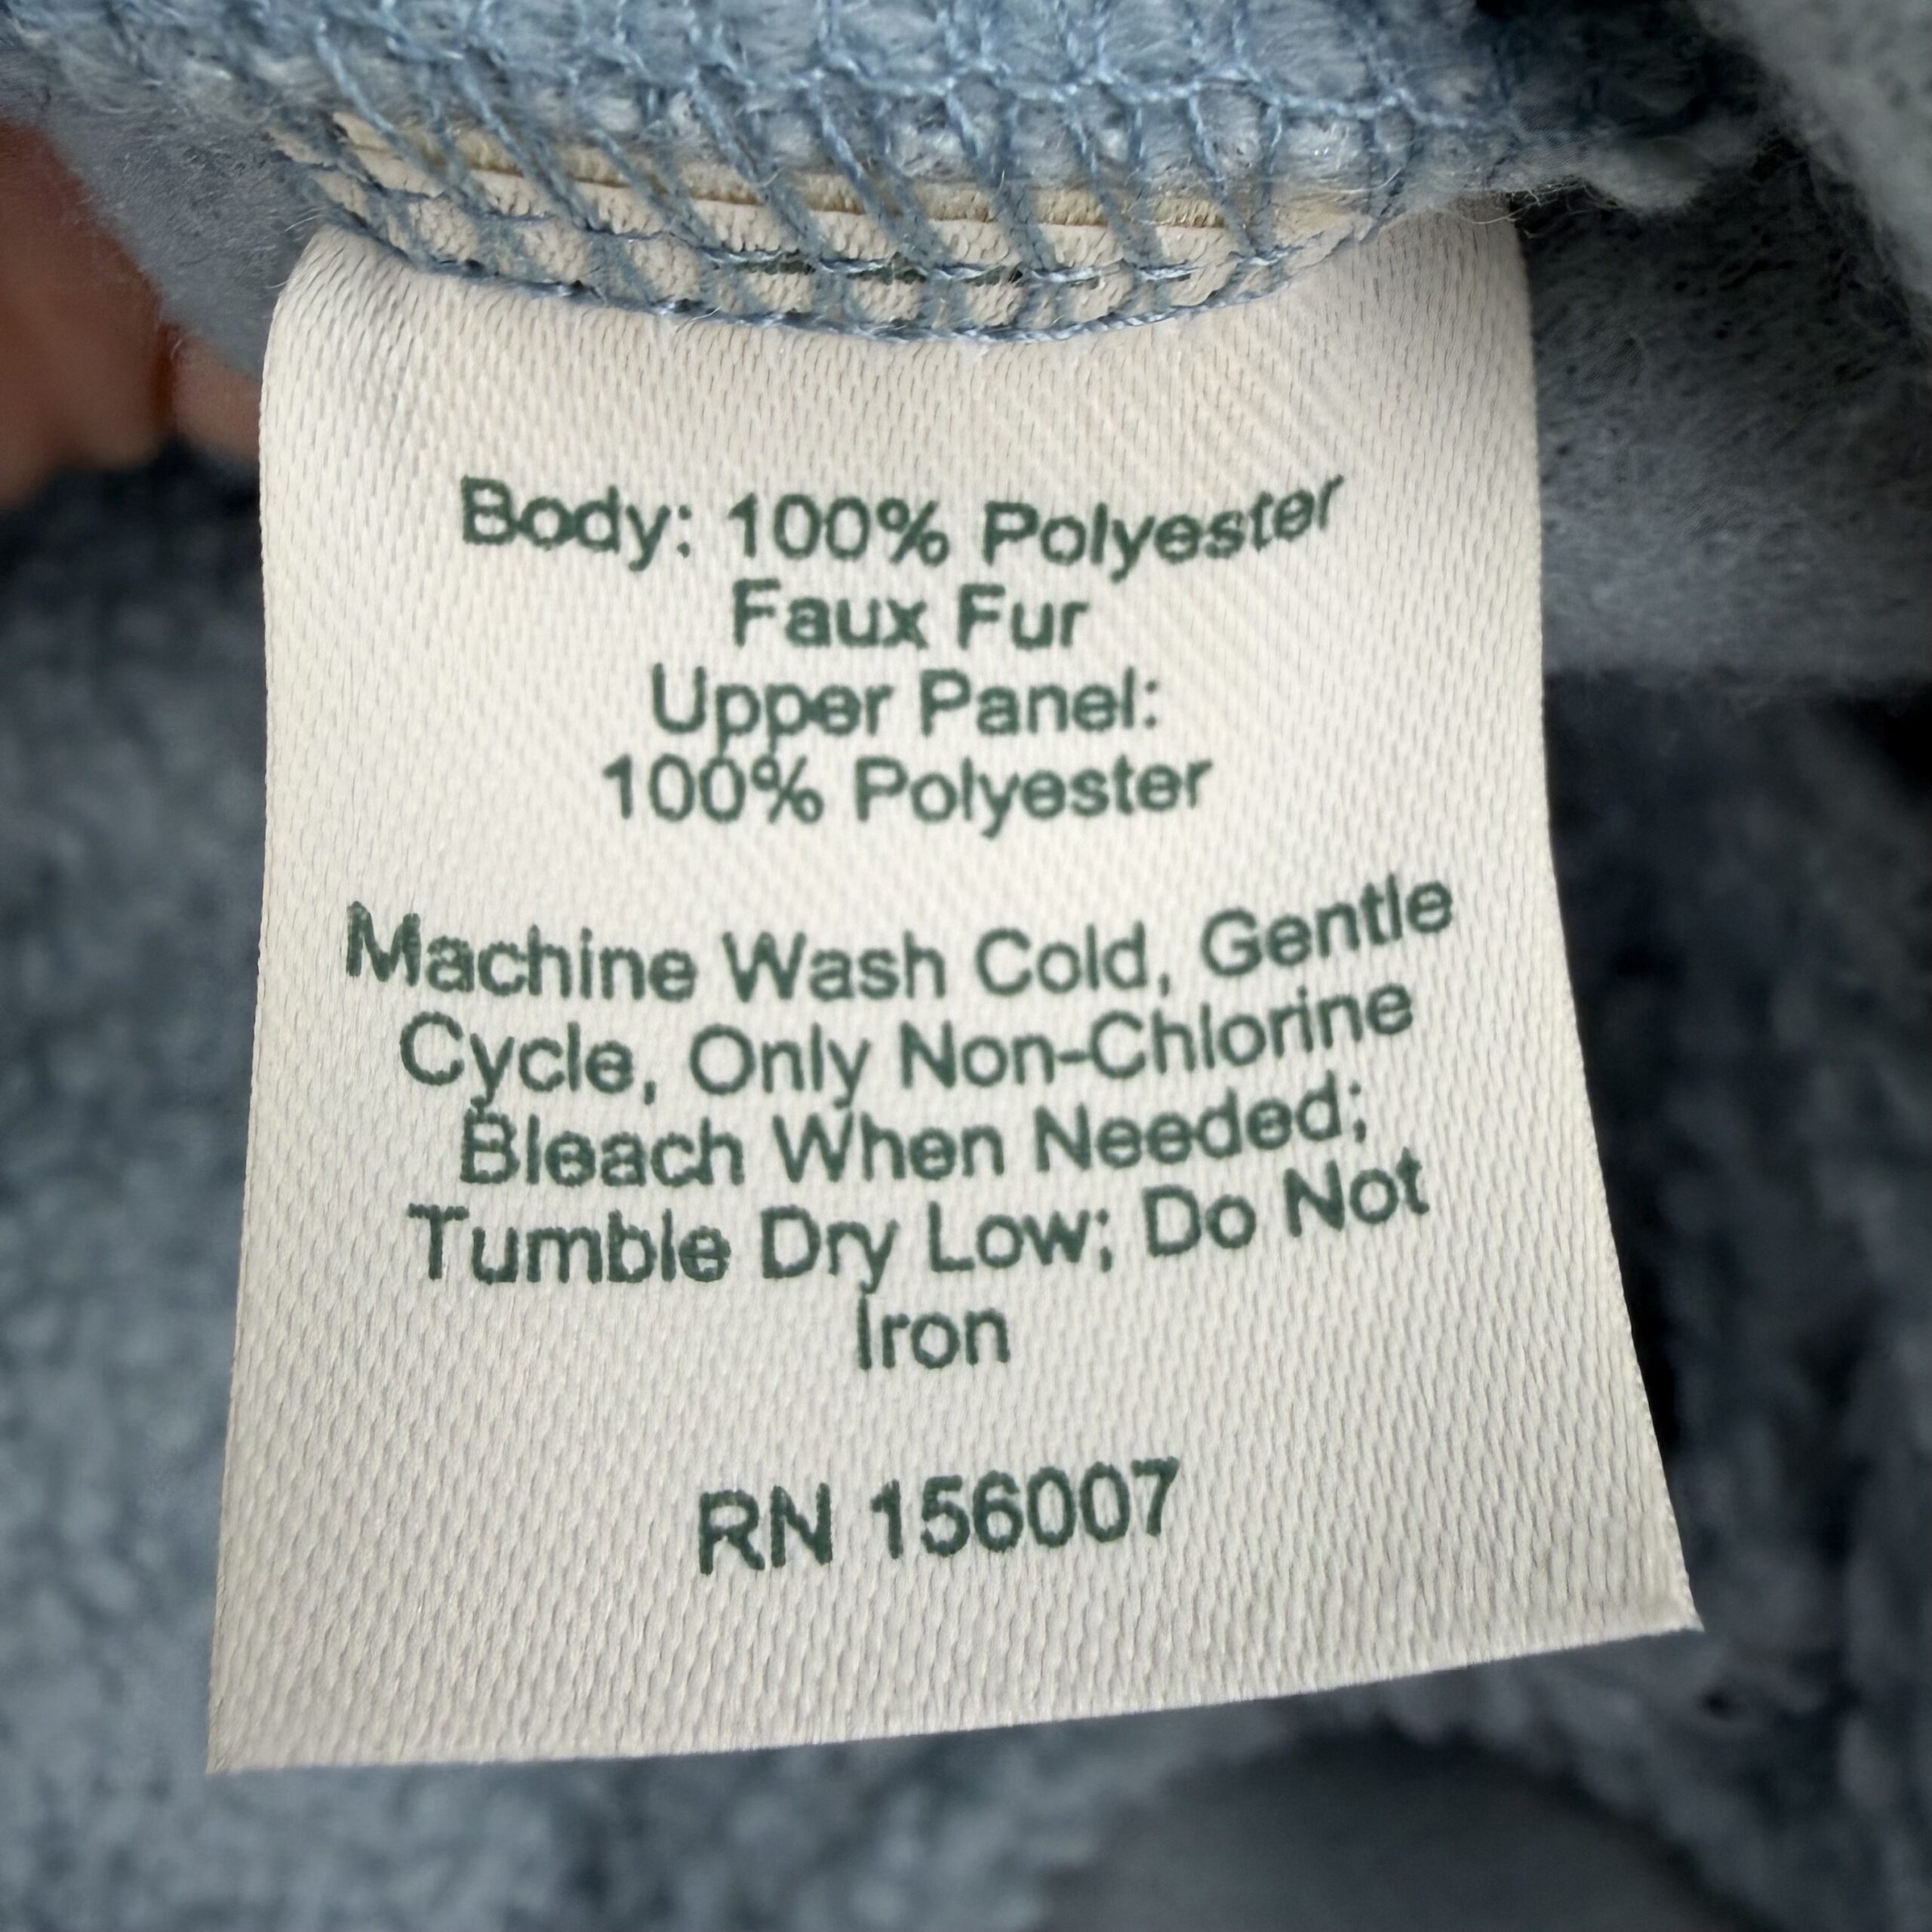 Body: 100% Polyester
Faux Fur
Upper Panel:
100% Polyester
Machine Wash Cold, Gentle
Cycle, Only Non-Chlorine
Bleach When Needed;
Tumble Dry Low; Do Not
Iron
RN 156007